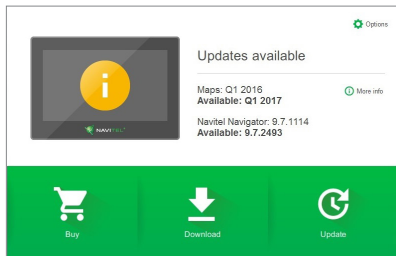 Options
Updates available
Maps: Q1 2016
Available: Q1 2017
More info
Navitel Navigator: 9.7.1114
Available: 9.7.2493
NAVITEL
Buy
Download
Update